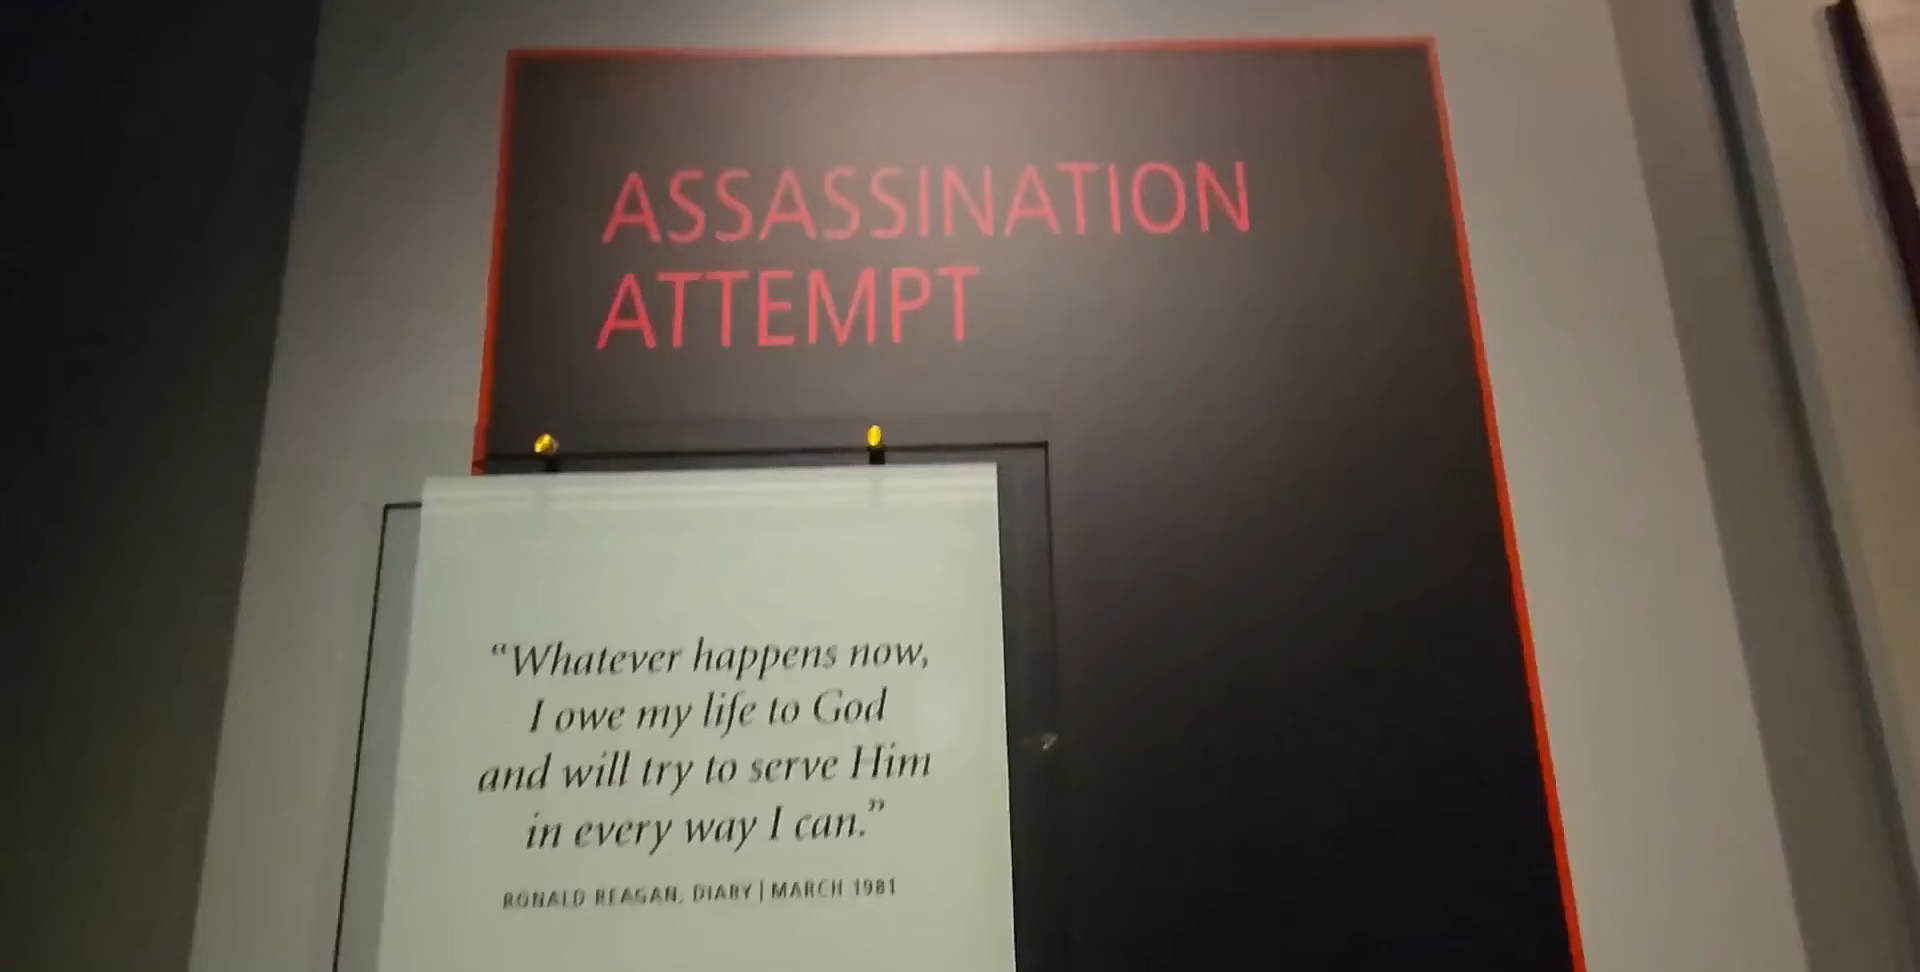 ASSASSINATION
ATTEMPT
“Whatever happens now,
I owe my life to God
and will try to serve Him
in every way I can.”
RONALD REAGAN, DIARY | MARCH 1981